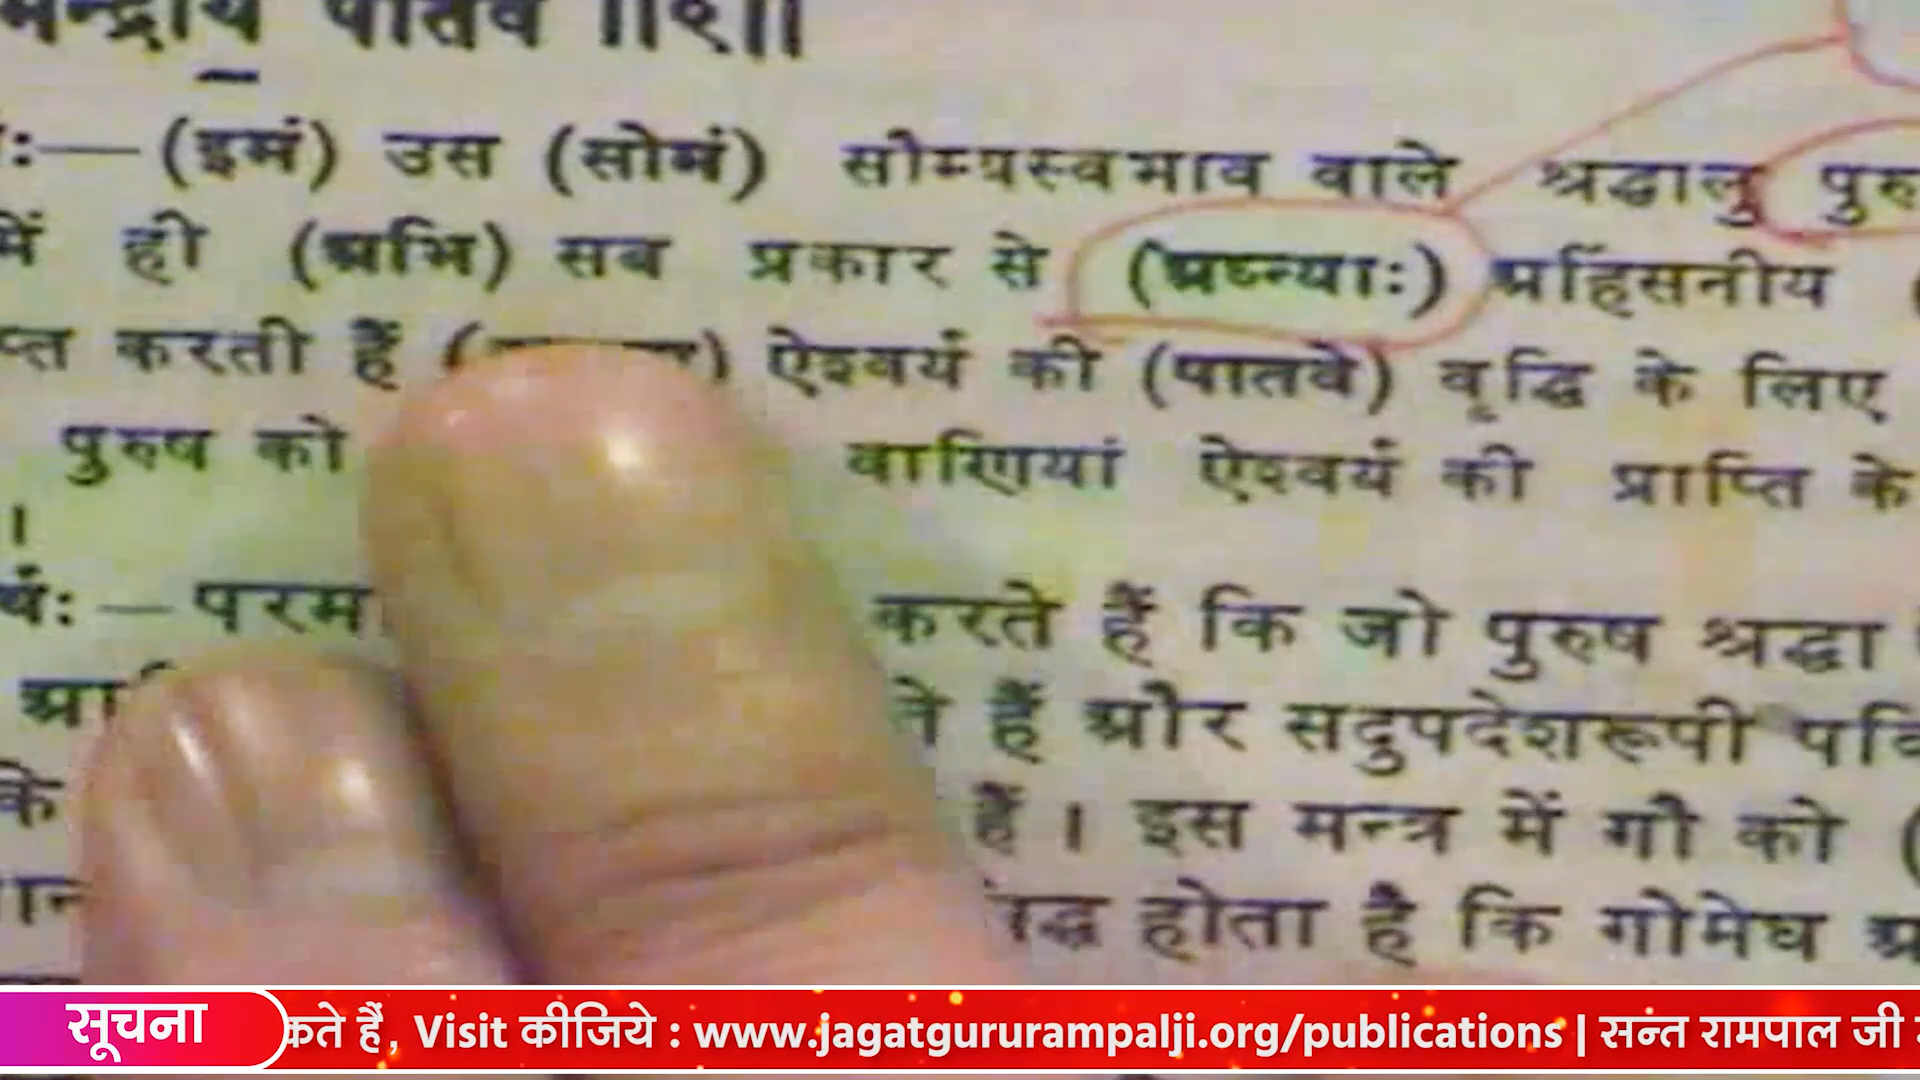 पातवे ॥९॥
:— (इमं) उस (सोमं) सौम्यस्वभाव वाले श्रद्धालु
में ही (अभि) सब प्रकार से (अघ्न्याः) अहिंसनीय (
प्त करती हैं ( ) ऐश्वर्य की (पातवे) वृद्धि के लिए
पुरुष को वाणियां ऐश्वर्य की प्राप्ति के
।
र्थः —परम करते हैं कि जो पुरुष श्रद्धा
हैं और सदुपदेशरूपी
के हैं । इस मन्त्र में गौ को (
होता है कि गोमेध
सूचना कते हैं, Visit कीजिये : www.jagatgururampalji.org/publications | सन्त रामपाल जी